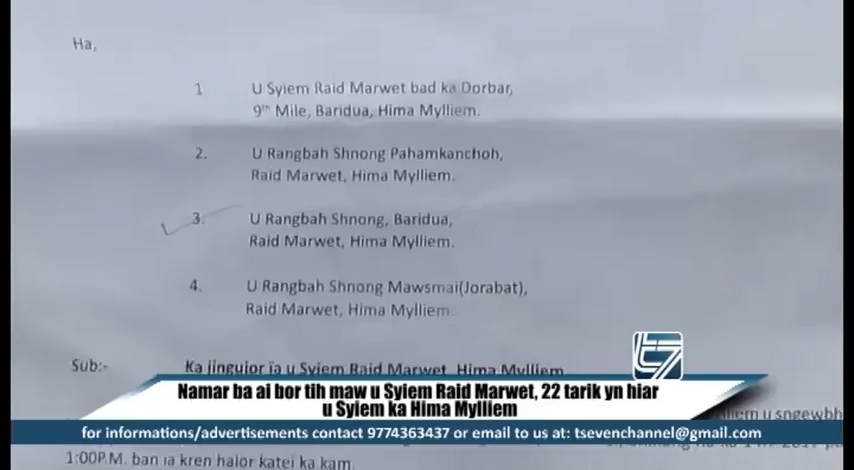 Ha,
1 U Syiem Raid Marwet bad ka Dorbar,
9th Mile, Baridua, Hima Mylliem.
2. U Rangbah Shnong Pahamkanchoh,
Raid Marwet, Hima Mylliem.
3. U Rangbah Shnong, Baridua,
Raid Marwet, Hima Mylliem.
4. U Rangbah Shnong Mawsmai(Jorabat),
Raid Marwet, Hima Mylliem.
Sub:- Ka jingujor ïa u Syiem Raid Marwet, Hima Mylliem
Namar ba ai bor tih maw u Syiem Raid Marwet, 22 tarik yn hiar
u Syiem ka Hima Mylliem
u sngewbh
for informations/advertisements contact 9774363437 or email to us at: tsevenchannel@gmail.com
1:00P.M. ban ïa kren halor katei ka kam.